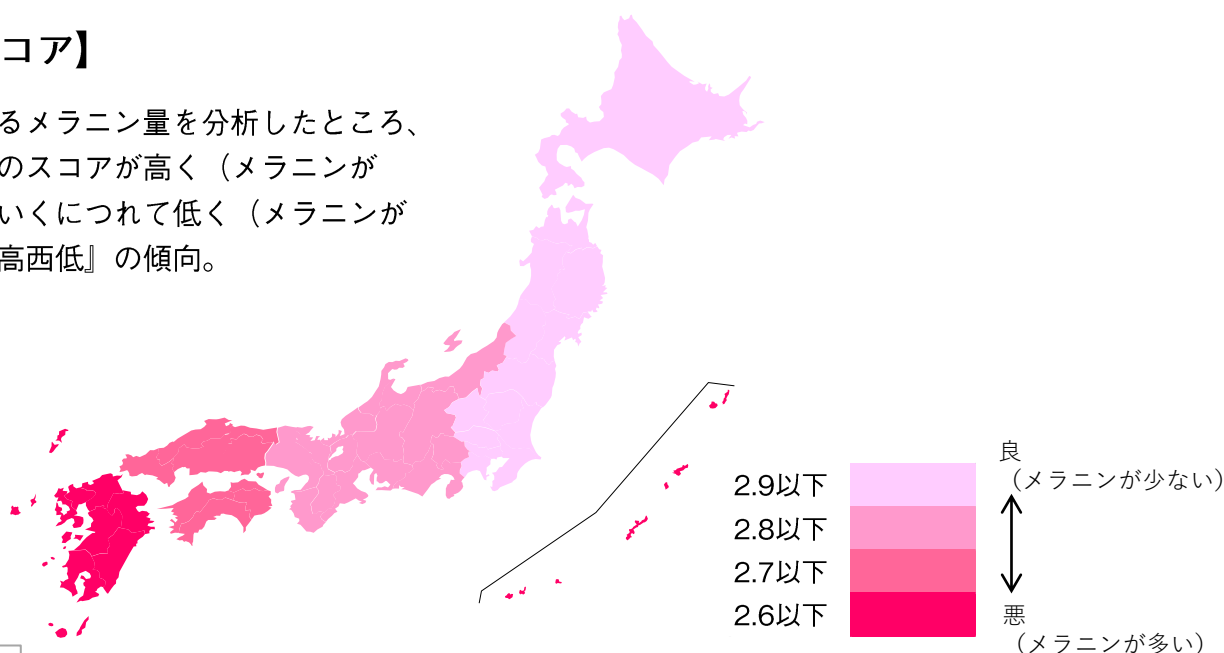 コア】
るメラニン量を分析したところ、
のスコアが高く（メラニンが
いくにつれて低く（メラニンが
高西低』の傾向。
良
（メラニンが少ない）
2.9以下
2.8以下
2.7以下
2.6以下
悪
（メラニンが多い）